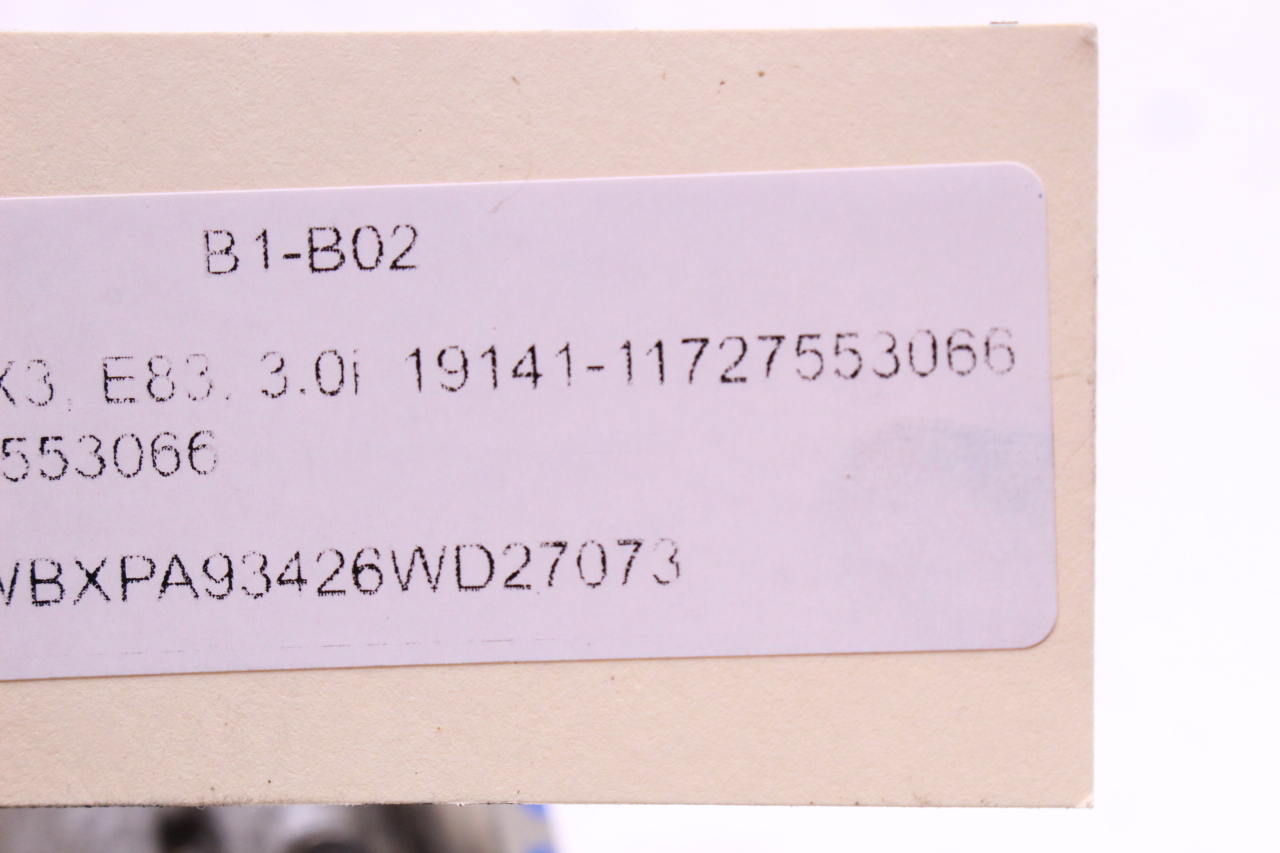 B1-B02
X3, E83, 3.0i 19141-11727553066
553066
WBXPA93426WD27073